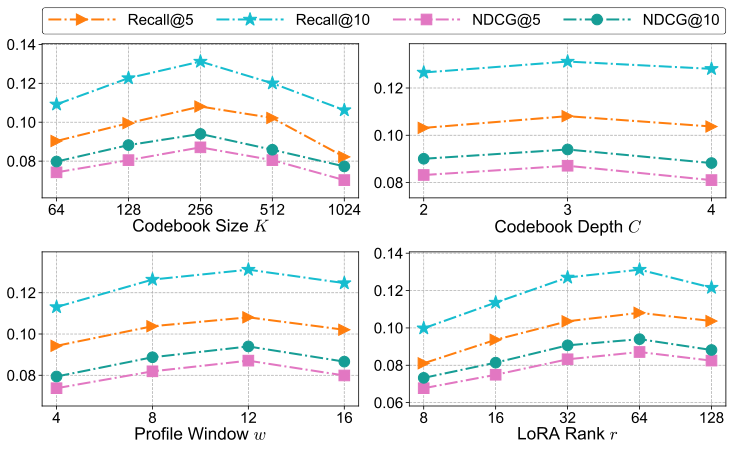 Recall@5 Recall@10 NDCG@5 NDCG@10
0.14
0.12
0.10
0.08
64 128 256 512 1024
Codebook Size K
0.12
0.10
0.08
2 3 4
Codebook Depth C
0.12
0.10
0.08
4 8 12 16
Profile Window w
0.14
0.12
0.10
0.08
0.06
8 16 32 64 128
LoRA Rank r